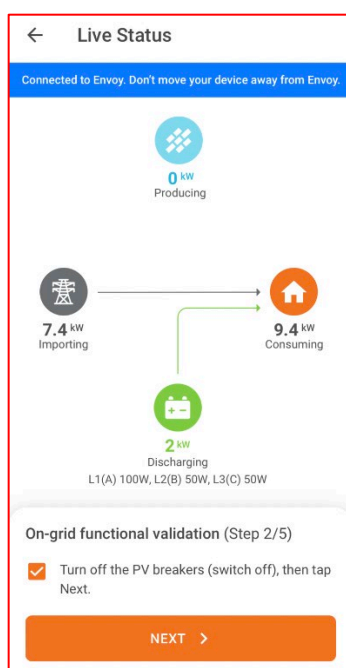 Live Status
Connected to Envoy. Don't move your device away from Envoy.
0 kW
Producing
7.4 kW
Importing
9.4 kW
Consuming
2 kW
Discharging
L1(A) 100W, L2(B) 50W, L3(C) 50W
On-grid functional validation (Step 2/5)
Turn off the PV breakers (switch off), then tap
Next.
NEXT